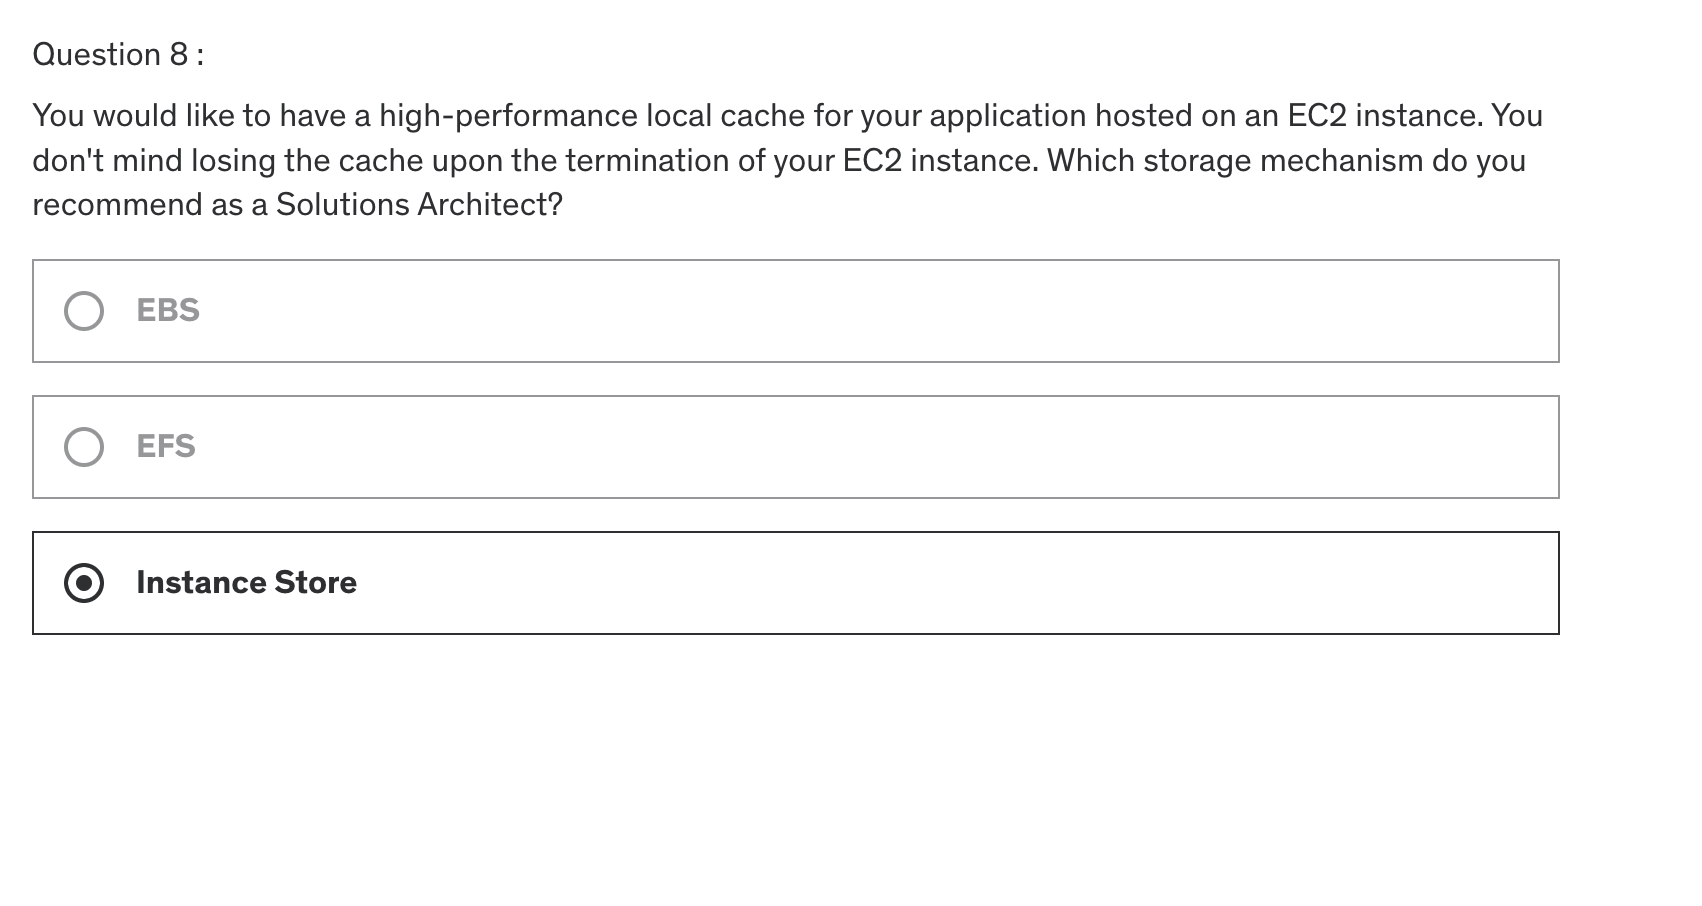 Question 8 :
You would like to have a high-performance local cache for your application hosted on an EC2 instance. You
don't mind losing the cache upon the termination of your EC2 instance. Which storage mechanism do you
recommend as a Solutions Architect?
EBS
EFS
Instance Store